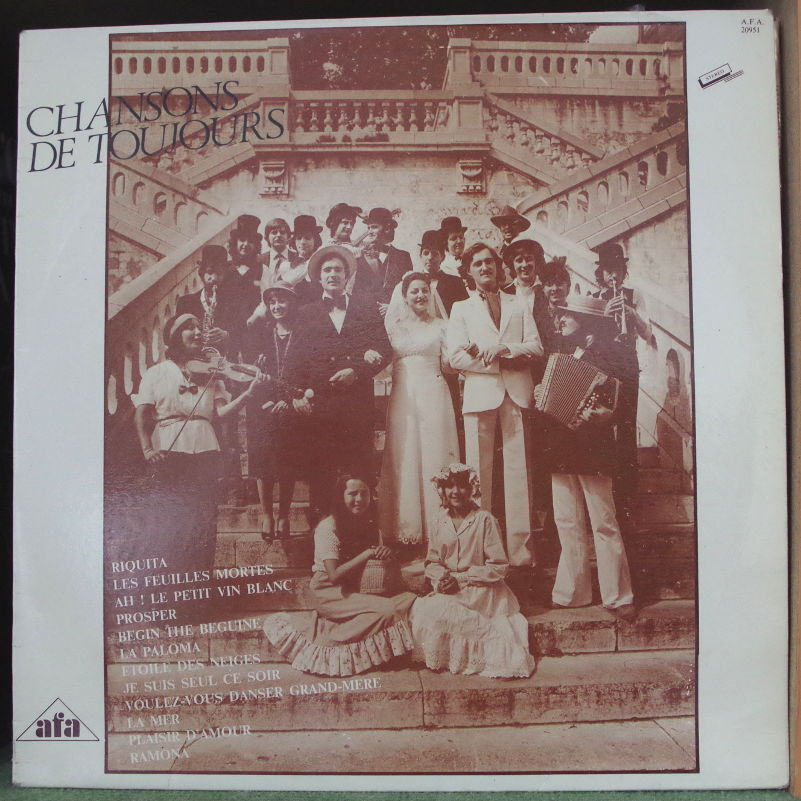 A.F.A.
20951
STEREO
CHANSONS
DE TOUJOURS
RIQUITA
LES FEUILLES MORTES
AH ! LE PETIT VIN BLANC
PROSPER
BEGIN THE BEGUINE
LA PALOMA
ETOILE DES NEIGES
JE SUIS SEUL CE SOIR
VOULEZ-VOUS DANSER GRAND-MERE
LA MER
PLAISIR D'AMOUR
RAMONA
afa